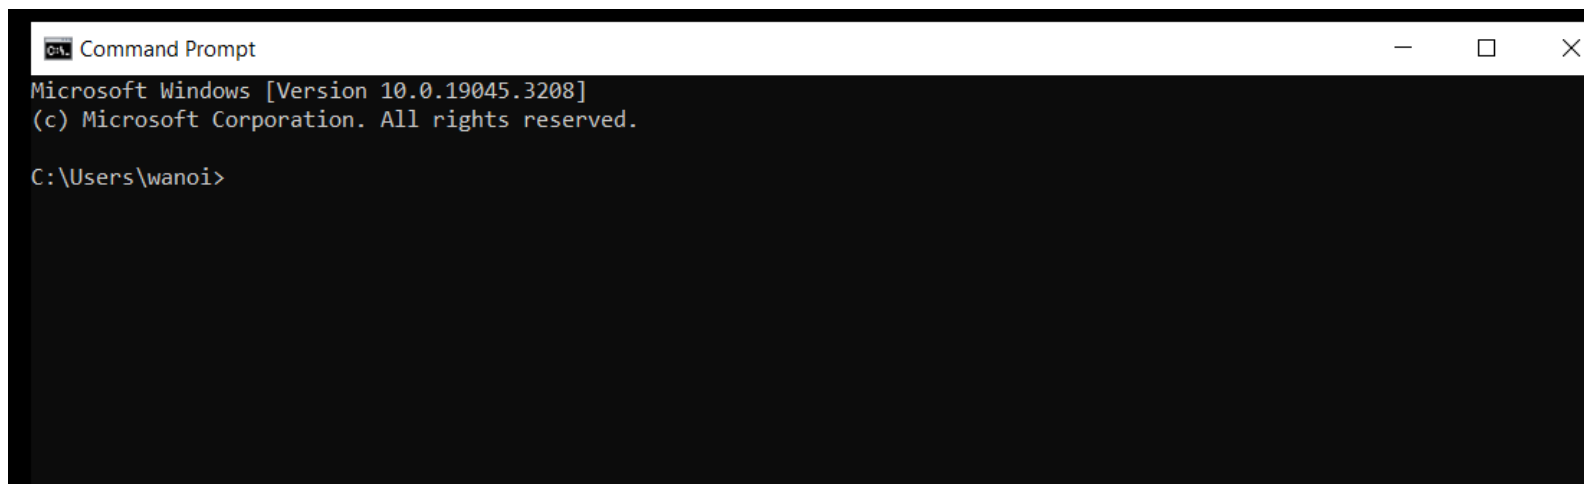 Command Prompt
Microsoft Windows [Version 10.0.19045.3208]
(c) Microsoft Corporation. All rights reserved.
C:\Users\wanoi>